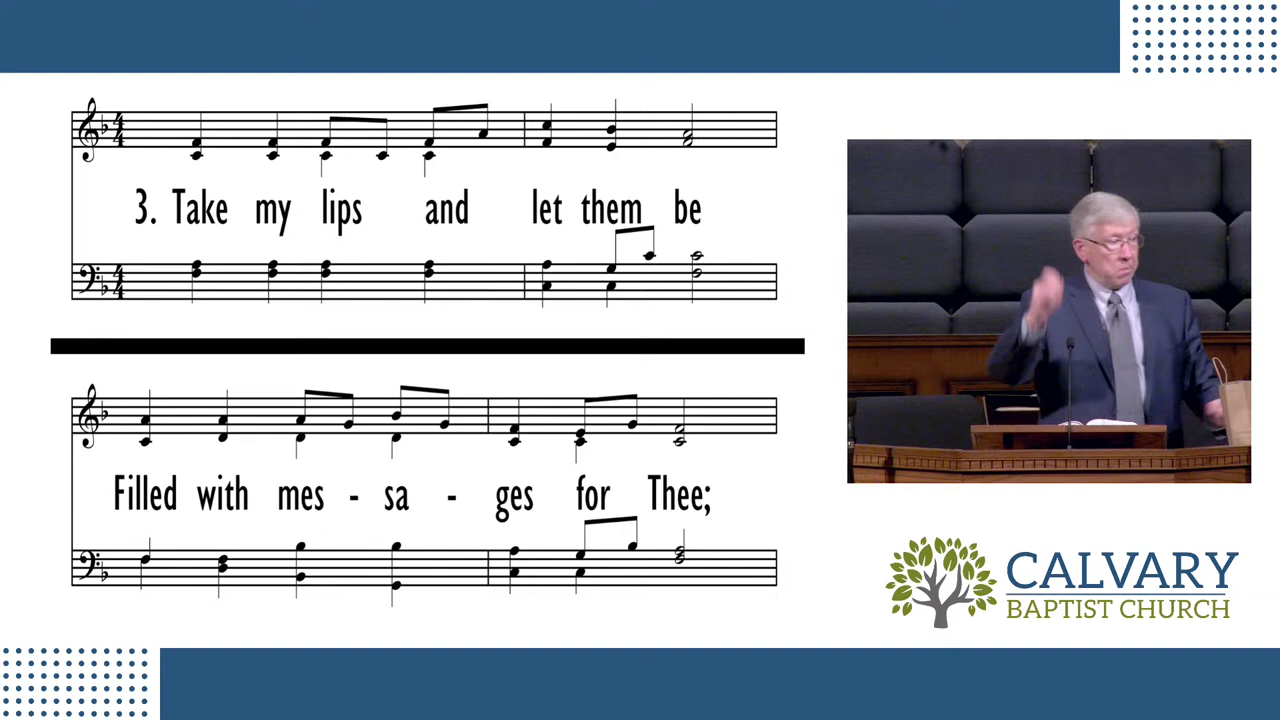 3. Take my lips and let them be
Filled with mes - sa - ges for Thee;
CALVARY
BAPTIST CHURCH